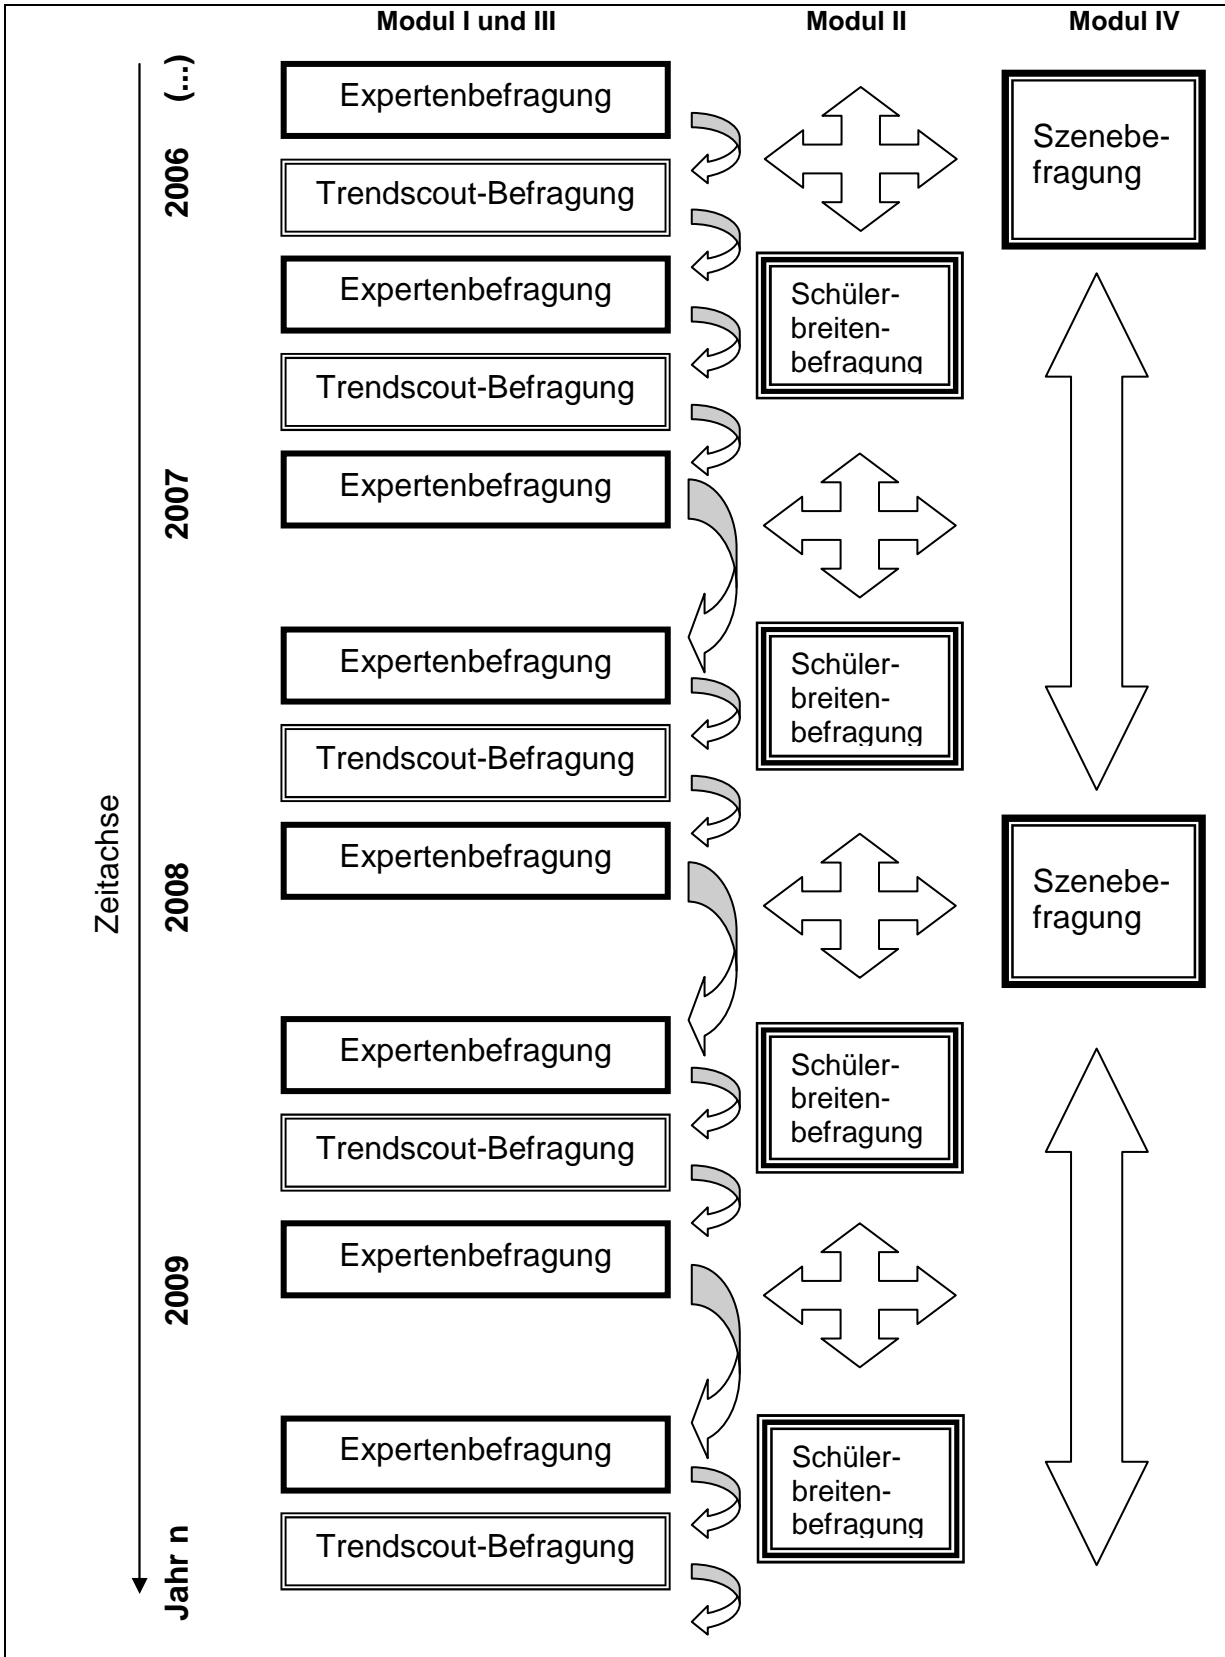 Modul I und III
Modul II
Modul IV
(...)
Expertenbefragung
Szenebe-
fragung
2006
Trendscout-Befragung
Expertenbefragung
Schüler-
breiten-
befragung
Trendscout-Befragung
2007
Expertenbefragung
Expertenbefragung
Schüler-
breiten-
befragung
Trendscout-Befragung
Zeitachse
2008
Expertenbefragung
Szenebe-
fragung
Expertenbefragung
Schüler-
breiten-
befragung
Trendscout-Befragung
2009
Expertenbefragung
Expertenbefragung
Schüler-
breiten-
befragung
Jahr n
Trendscout-Befragung